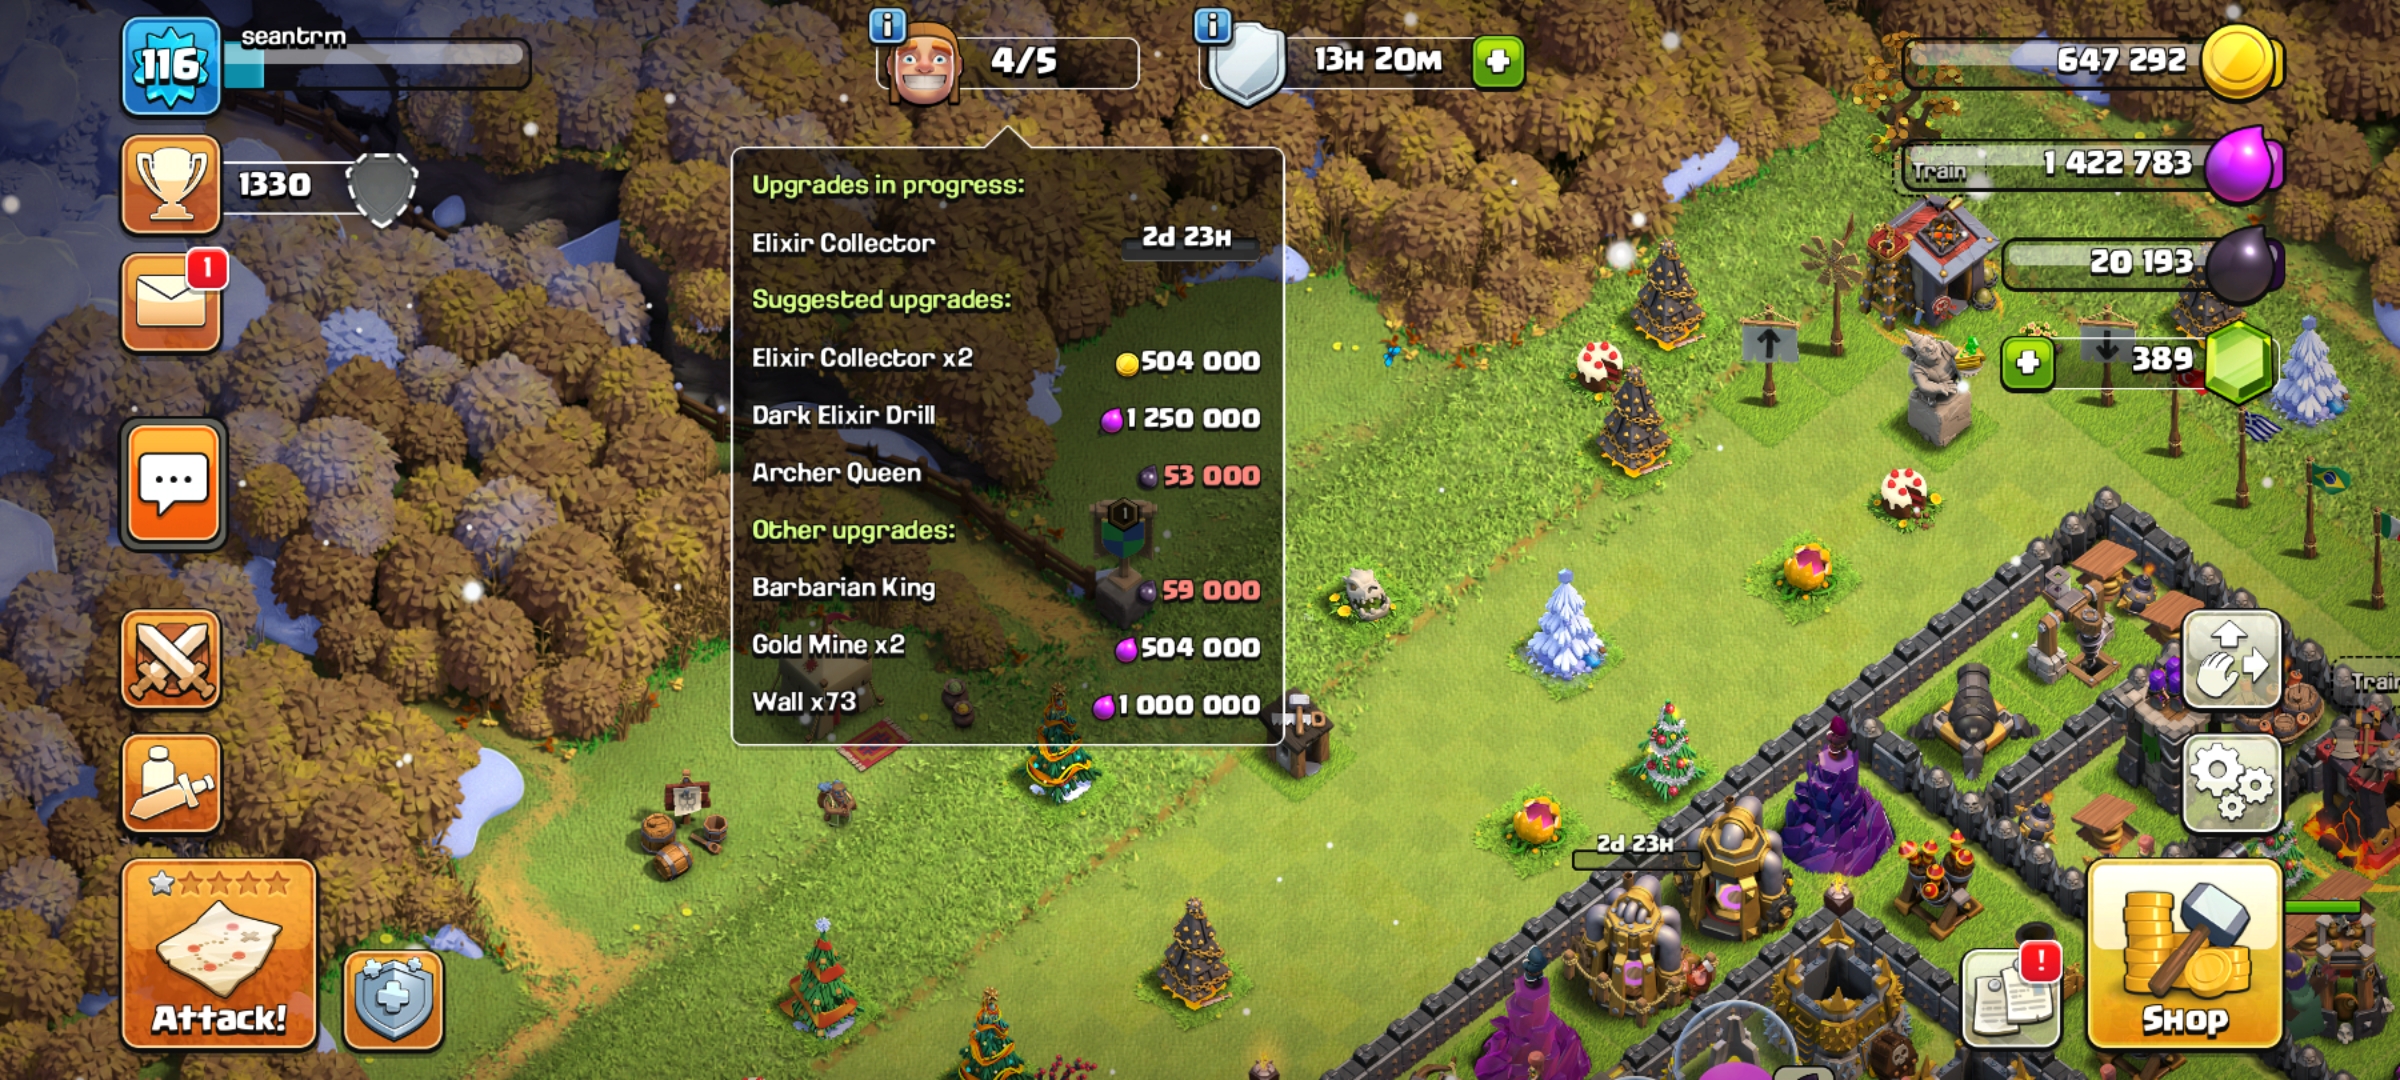 116
seantrm
4/5
13H 20M
647 292
1330
Train
1 422 783
1
20 193
389
Upgrades in progress:
Elixir Collector 2d 23H
Suggested upgrades:
Elixir Collector x2 504 000
Dark Elixir Drill 1 250 000
Archer Queen 53 000
Other upgrades:
1
Barbarian King 59 000
Gold Mine x2 504 000
Wall x73 1 000 000
Train
2d 23H
Attack!
!
Shop